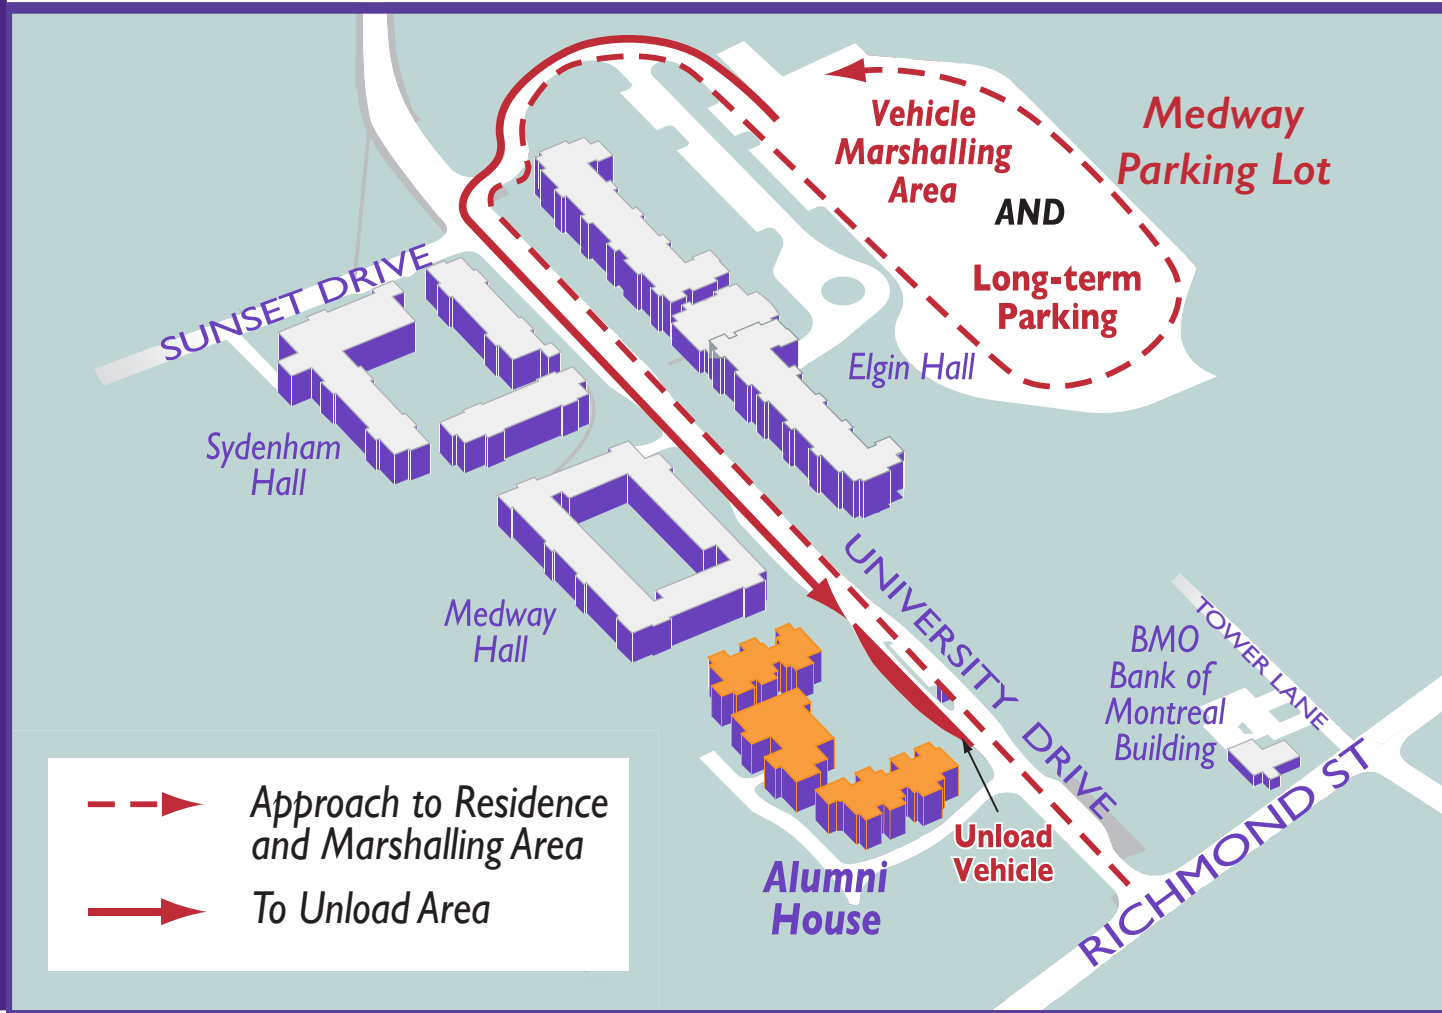 Vehicle
Marshalling
Area
AND
Long-term
Parking
Medway
Parking Lot
SUNSET DRIVE
Elgin Hall
Sydenham
Hall
Medway
Hall
UNIVERSITY DRIVE
TOWER LANE
BMO
Bank of
Montreal
Building
RICHMOND ST
Unload
Vehicle
Alumni
House
Approach to Residence
and Marshalling Area
To Unload Area